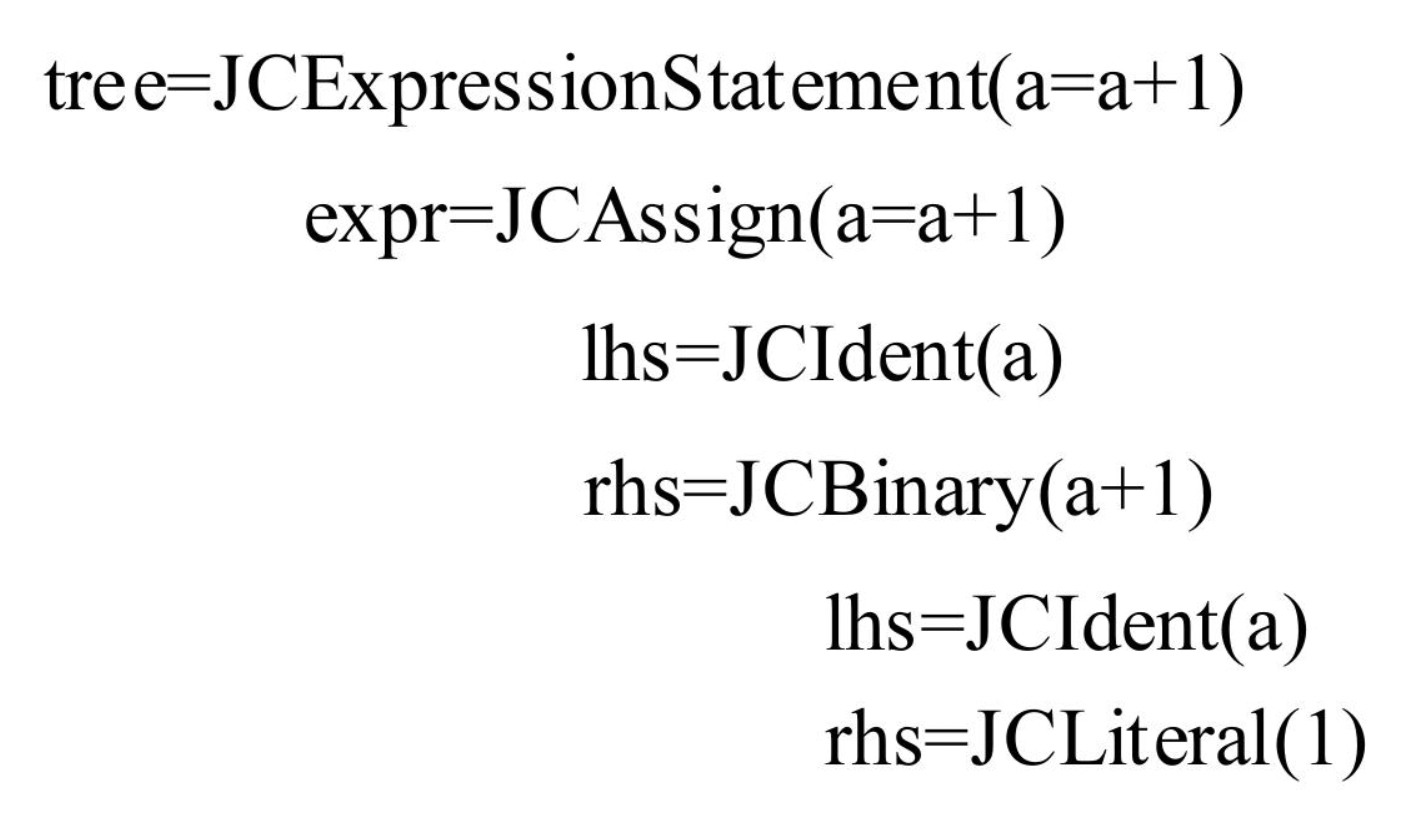 tree=JCExpressionStatement(a=a+1)
expr=JCAssign(a=a+1)
lhs=JCIdent(a)
rhs=JCBinary(a+1)
lhs=JCIdent(a)
rhs=JCLiteral(1)